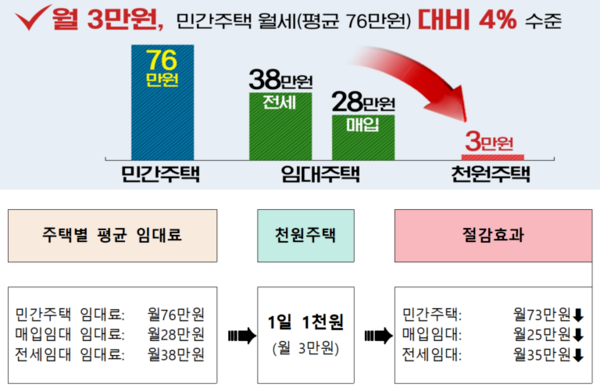 월 3만원, 민간주택 월세(평균 76만원) 대비 4% 수준
76
만원
38만원
전세
28만원
매입
3만원
민간주택 임대주택 천원주택
주택별 평균 임대료
천원주택
절감효과
민간주택 임대료: 월76만원
매입임대 임대료: 월28만원
전세임대 임대료: 월38만원
1일 1천원
(월 3만원)
민간주택: 월73만원
매입임대: 월25만원
전세임대: 월35만원